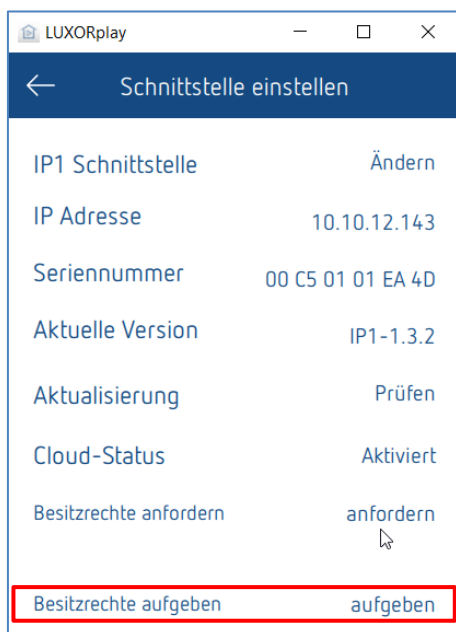 LUXORplay
Schnittstelle einstellen
IP1 Schnittstelle Ändern
IP Adresse 10.10.12.143
Seriennummer 00 C5 01 01 EA 4D
Aktuelle Version IP1-1.3.2
Aktualisierung Prüfen
Cloud-Status Aktiviert
Besitzrechte anfordern anfordern
Besitzrechte aufgeben aufgeben